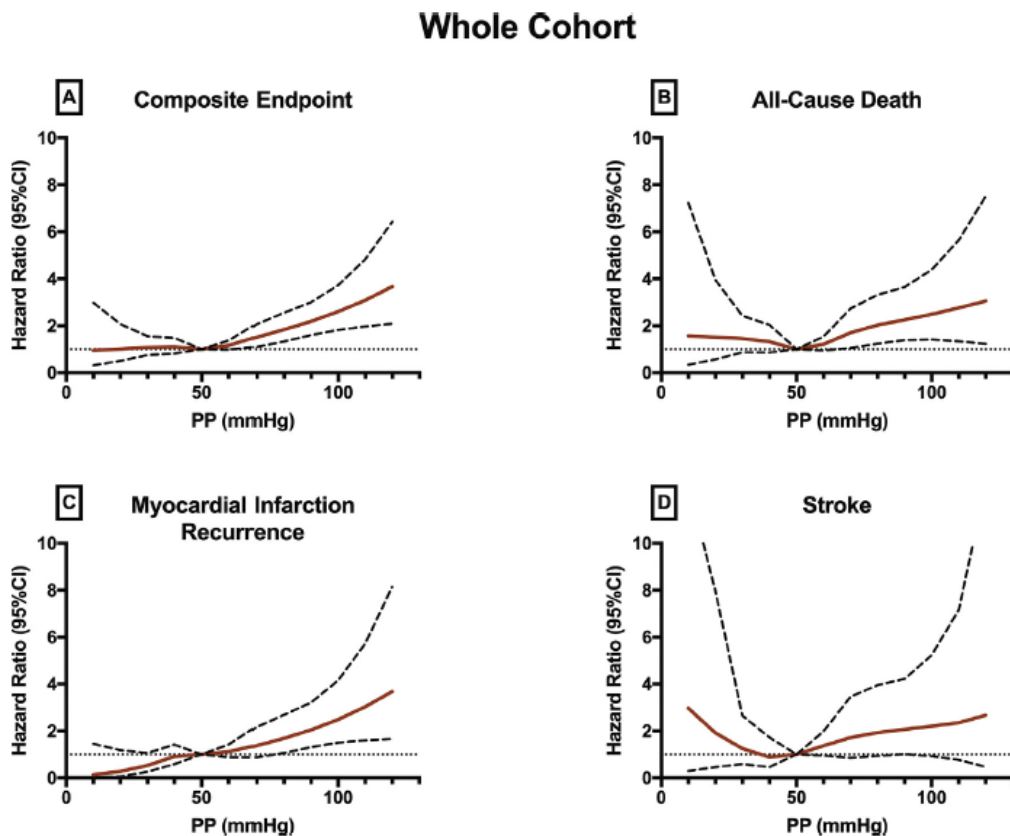 Whole Cohort
A
Composite Endpoint
Hazard Ratio (95%CI)
10
8
6
4
2
0
0
50
100
PP (mmHg)
B
All-Cause Death
Hazard Ratio (95%CI)
10
8
6
4
2
0
0
50
100
PP (mmHg)
C
Myocardial Infarction
Recurrence
Hazard Ratio (95%CI)
10
8
6
4
2
0
0
50
100
PP (mmHg)
D
Stroke
Hazard Ratio (95%CI)
10
8
6
4
2
0
0
50
100
PP (mmHg)